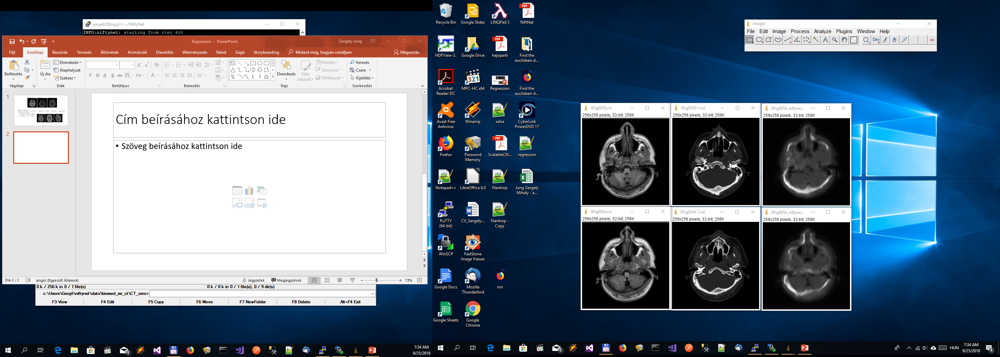 junge82@nipg11: ~/NiftyNet
INFO:niftynet: starting from iter 400
Regression - PowerPoint
Gergely Jung
Fájl Kezdőlap Beszúrás Tervezés Áttűnések Animációk Diavetítés Véleményezés Nézet Súgó Storyboarding Mutasd meg, hogyan csináljam Megosztás
Beillesztés
Vágólap
Új dia
Elrendezés
Alaphelyzet
Szakasz
Diák
F D A S abc AV Aa A
Betűtípus
Bekezdés
Elrendezés
Kész stílusok
Kitöltés
Körvonal
Effektusok
Rajz
Keresés
Csere
Kijelölés
Szerkesztés
1
2
Cím beírásához kattintson ide
• Szöveg beírásához kattintson ide
Dia 2 / 2 angol (Egyesült Államok) Jegyzetek Megjegyzések 73%
0 k / 256 k in 0 / 1 file(s) 0 k / 0 k in 0 / 1 file(s), 0 / 9 dir(s)
c:\Users\Gergő\niftynet\data\biomed_mr_ct\CT_zero>
F3 View F4 Edit F5 Copy F6 Move F7 NewFolder F8 Delete Alt+F4 Exit
3
7:34 AM
9/25/2018
Recycle Bin Google Slides LINQPad 5 NiftNet
HDFView-3. Google Drive hajoparti Find the euclidean d...
Acrobat Reader DC MPC-HC x64 Regression Find the euclidean d...
Avast Free Antivirus Winamp salsa CyberLink PowerDVD 17
Firefox Password Memory ScalableCN... regression
Notepad++ LibreOffice 6.0 filantrop Jung Gergely Mihály - a...
PuTTY (64-bit) CV_Gergely... filantrop - Copy
WinSCP FastStone Image Viewer
Google Docs Mozilla Thunderbird rnn
Google Sheets Google Chrome
ImageJ
File Edit Image Process Analyze Plugins Window Help
Dev
>>
0Fig0059.nii
256x256 pixels; 32-bit; 256K
0Fig0059-1.nii
256x256 pixels; 32-bit; 256K
0Fig0059_niftyne...
256x256 pixels; 32-bit; 256K
0Fig0054.nii
256x256 pixels; 32-bit; 256K
0Fig0054-1.nii
256x256 pixels; 32-bit; 256K
0Fig0054_niftyne...
256x256 pixels; 32-bit; 256K
3
HUN
7:34 AM
9/25/2018
4